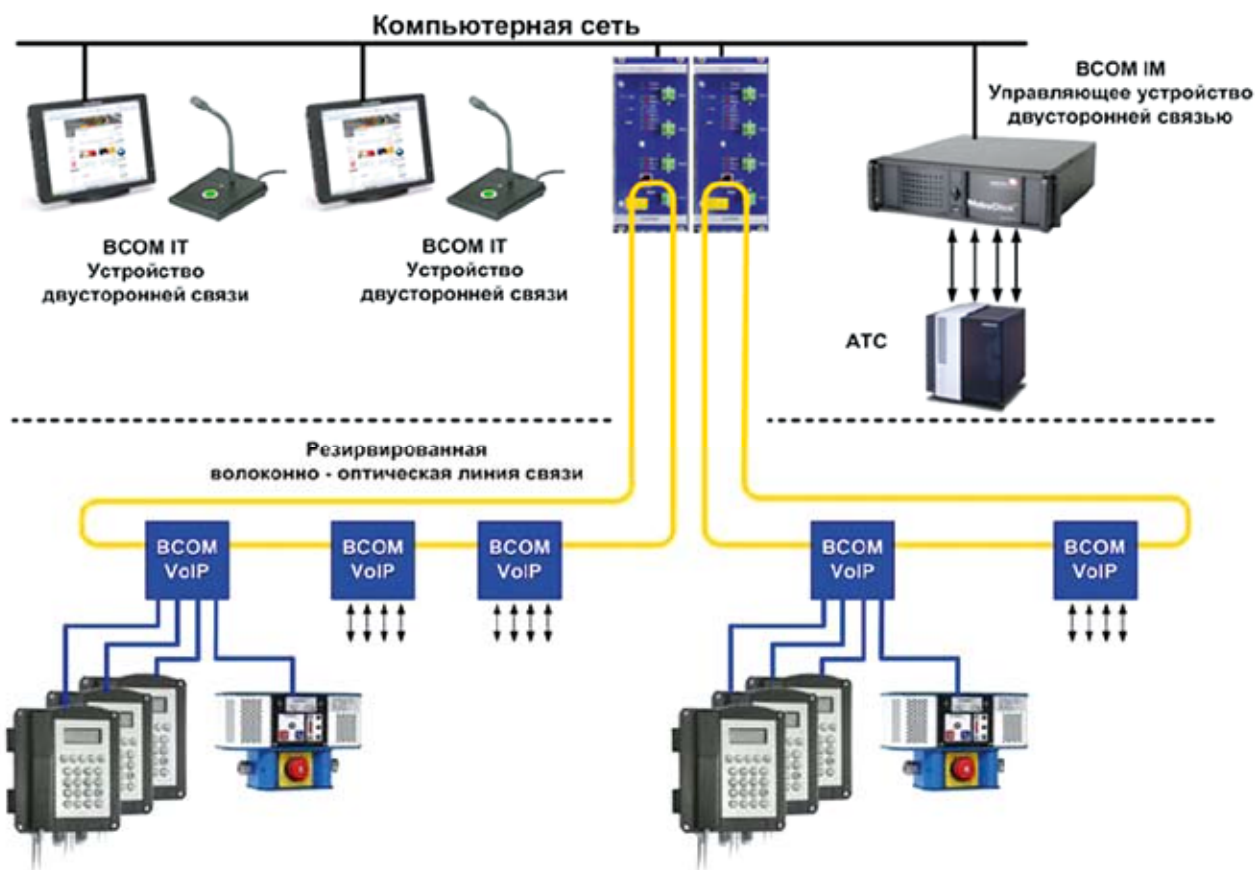 Компьютерная сеть
BCOM IM
Управляющее устройство
двусторонней связью
BCOM IT
Устройство
двусторонней связи
BCOM IT
Устройство
двусторонней связи
АТС
Резирвированная
волоконно - оптическая линия связи
BCOM
VoIP
BCOM
VoIP
BCOM
VoIP
BCOM
VoIP
BCOM
VoIP